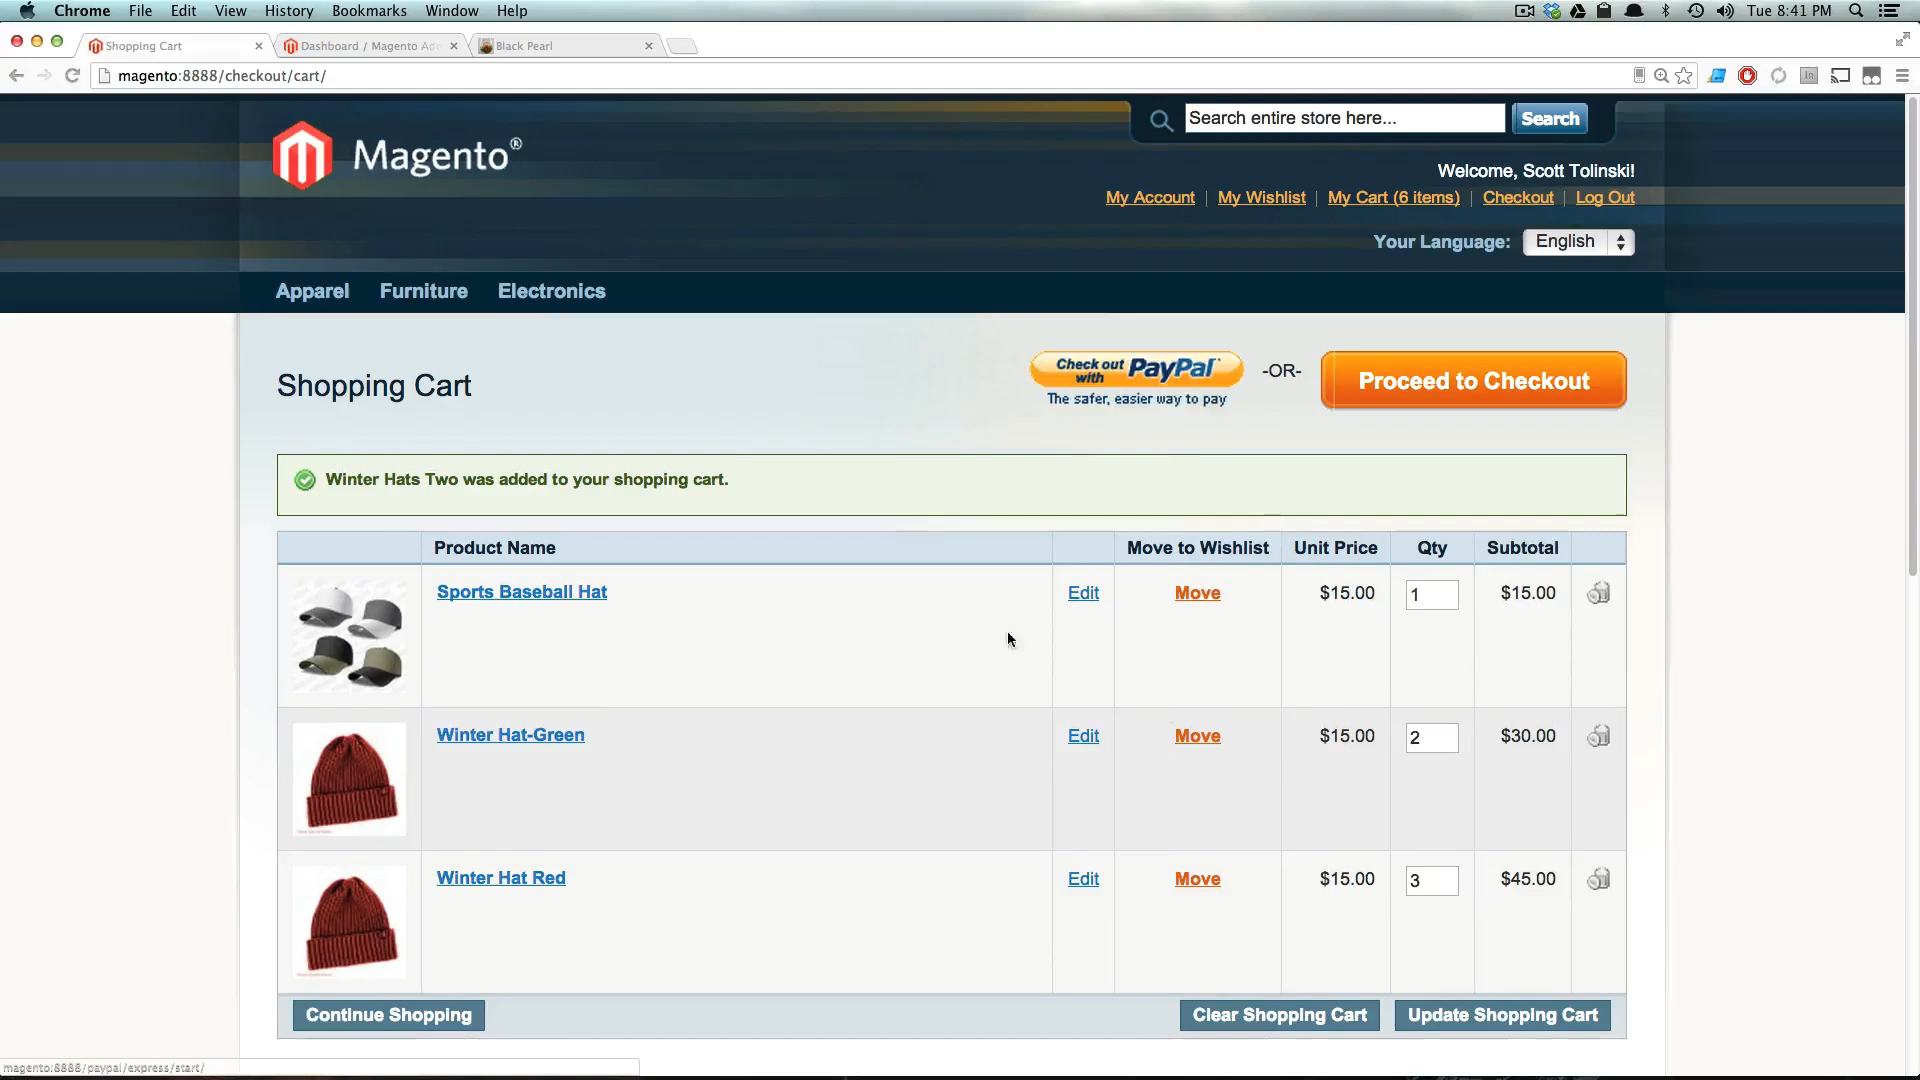 Chrome File Edit View History Bookmarks Window Help
Tue 8:41 PM
Shopping Cart
Dashboard / Magento Adm
Black Pearl
magento:8888/checkout/cart/
Search entire store here...
Search
Magento®
Welcome, Scott Tolinski!
My Account | My Wishlist | My Cart (6 items) | Checkout | Log Out
Your Language: English
Apparel Furniture Electronics
Shopping Cart
Check out with PayPal
The safer, easier way to pay
-OR-
Proceed to Checkout
Winter Hats Two was added to your shopping cart.
Product Name Move to Wishlist Unit Price Qty Subtotal
Sports Baseball Hat Edit Move $15.00 1 $15.00
Winter Hat-Green Edit Move $15.00 2 $30.00
Winter Hat Red Edit Move $15.00 3 $45.00
Continue Shopping Clear Shopping Cart Update Shopping Cart
magento:8888/paypal/express/start/